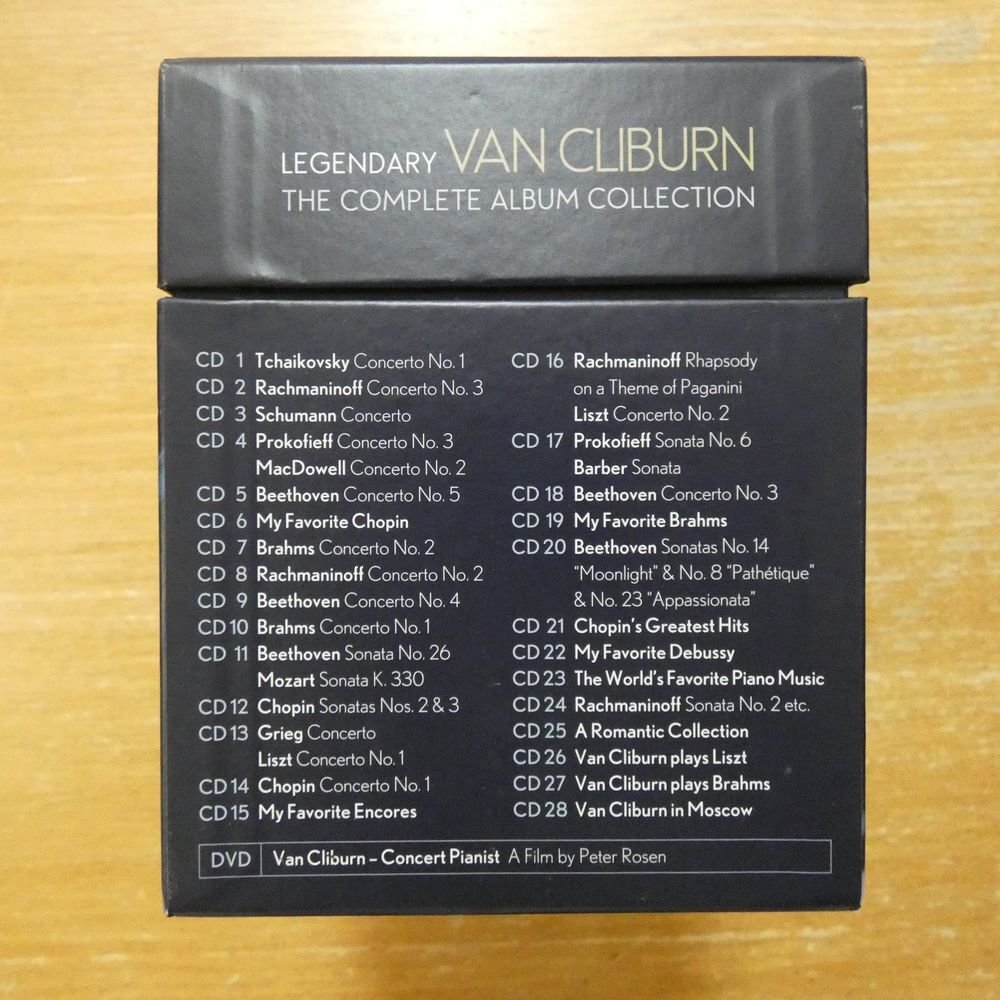 LEGENDARY VAN CLIBURN
THE COMPLETE ALBUM COLLECTION
CD 1 Tchaikovsky Concerto No. 1
CD 2 Rachmaninoff Concerto No. 3
CD 3 Schumann Concerto
CD 4 Prokofieff Concerto No. 3
MacDowell Concerto No. 2
CD 5 Beethoven Concerto No. 5
CD 6 My Favorite Chopin
CD 7 Brahms Concerto No. 2
CD 8 Rachmaninoff Concerto No. 2
CD 9 Beethoven Concerto No. 4
CD 10 Brahms Concerto No. 1
CD 11 Beethoven Sonata No. 26
Mozart Sonata K. 330
CD 12 Chopin Sonatas Nos. 2 & 3
CD 13 Grieg Concerto
Liszt Concerto No. 1
CD 14 Chopin Concerto No. 1
CD 15 My Favorite Encores
CD 16 Rachmaninoff Rhapsody
on a Theme of Paganini
Liszt Concerto No. 2
CD 17 Prokofieff Sonata No. 6
Barber Sonata
CD 18 Beethoven Concerto No. 3
CD 19 My Favorite Brahms
CD 20 Beethoven Sonatas No. 14
“Moonlight” & No. 8 “Pathétique”
& No. 23 “Appassionata”
CD 21 Chopin’s Greatest Hits
CD 22 My Favorite Debussy
CD 23 The World’s Favorite Piano Music
CD 24 Rachmaninoff Sonata No. 2 etc.
CD 25 A Romantic Collection
CD 26 Van Cliburn plays Liszt
CD 27 Van Cliburn plays Brahms
CD 28 Van Cliburn in Moscow
DVD Van Cliburn – Concert Pianist A Film by Peter Rosen